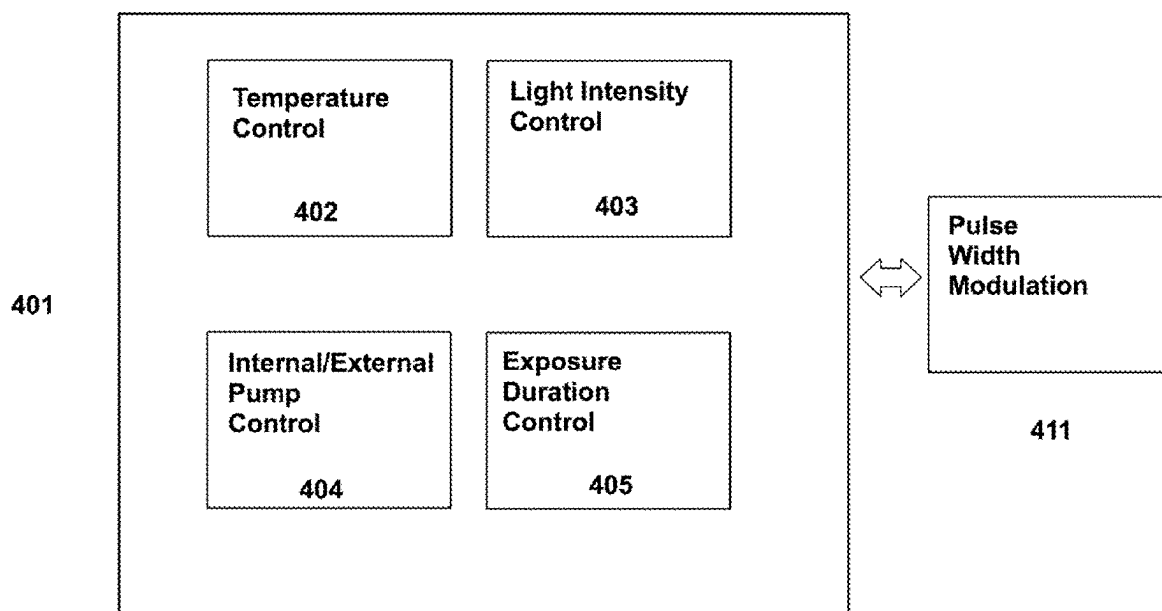 Temperature
Control
402
Light Intensity
Control
403
401
Pulse
Width
Modulation
411
Internal/External
Pump
Control
404
Exposure
Duration
Control
405